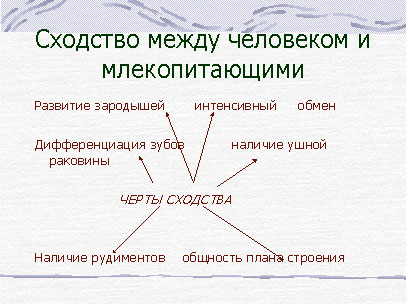 Сходство между человеком и
млекопитающими
Развитие зародышей интенсивный обмен
Дифференциация зубов наличие ушной
раковины
ЧЕРТЫ СХОДСТВА
Наличие рудиментов общность плана строения